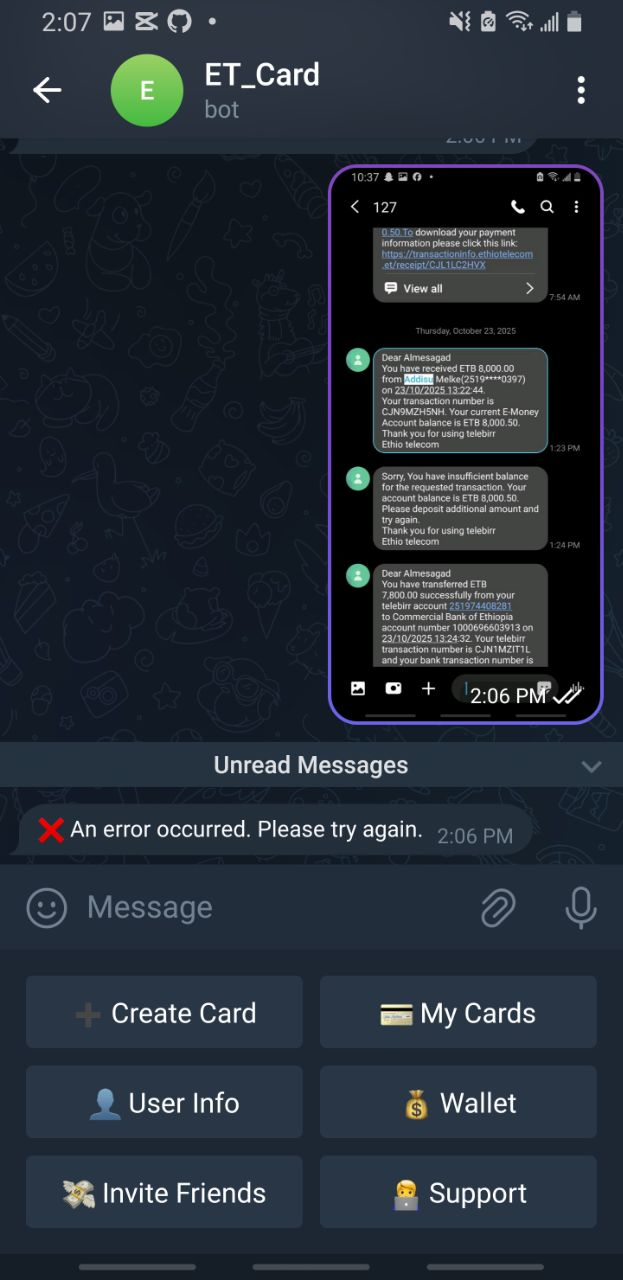 2:07
E
ET_Card
bot
10:37
127
0.50.To download your payment
information please click this link:
https://transactioninfo.ethiotelecom
.et/receipt/CJL1LC2HVX
View all
7:54 AM
Thursday, October 23, 2025
Dear Almesagad
You have received ETB 8,000.00
from Addisu Melke(2519****0397)
on 23/10/2025 13:22:44.
Your transaction number is
CJN9MZH5NH. Your current E-Money
Account balance is ETB 8,000.50.
Thank you for using telebirr
Ethio telecom
1:23 PM
Sorry, You have insufficient balance
for the requested transaction. Your
account balance is ETB 8,000.50.
Please deposit additional amount and
try again.
Thank you for using telebirr
Ethio telecom
1:24 PM
Dear Almesagad
You have transferred ETB
7,800.00 successfully from your
telebirr account 251974408281
to Commercial Bank of Ethiopia
account number 1000696603913 on
23/10/2025 13:24:32. Your telebirr
transaction number is CJN1MZIT1L
and your bank transaction number is
2:06 PM
Unread Messages
An error occurred. Please try again. 2:06 PM
Message
Create Card
My Cards
User Info
Wallet
Invite Friends
Support